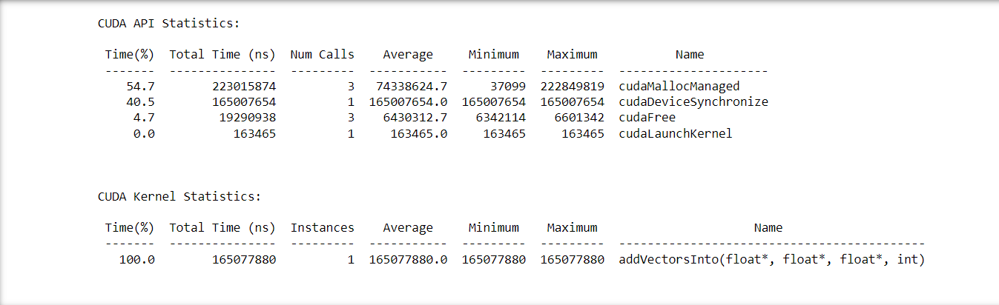 CUDA API Statistics:
Time(%)  Total Time (ns)  Num Calls    Average     Minimum    Maximum           Name
-------  ---------------  ---------  -----------  ---------  ---------  ---------------------
   54.7        223015874          3   74338624.7      37099  222849819  cudaMallocManaged
   40.5        165007654          1  165007654.0  165007654  165007654  cudaDeviceSynchronize
    4.7         19290938          3    6430312.7    6342114    6601342  cudaFree
    0.0           163465          1     163465.0     163465     163465  cudaLaunchKernel
CUDA Kernel Statistics:
Time(%)  Total Time (ns)  Instances    Average     Minimum    Maximum                      Name
-------  ---------------  ---------  -----------  ---------  ---------  -------------------------------------------
  100.0        165077880          1  165077880.0  165077880  165077880  addVectorsInto(float*, float*, float*, int)